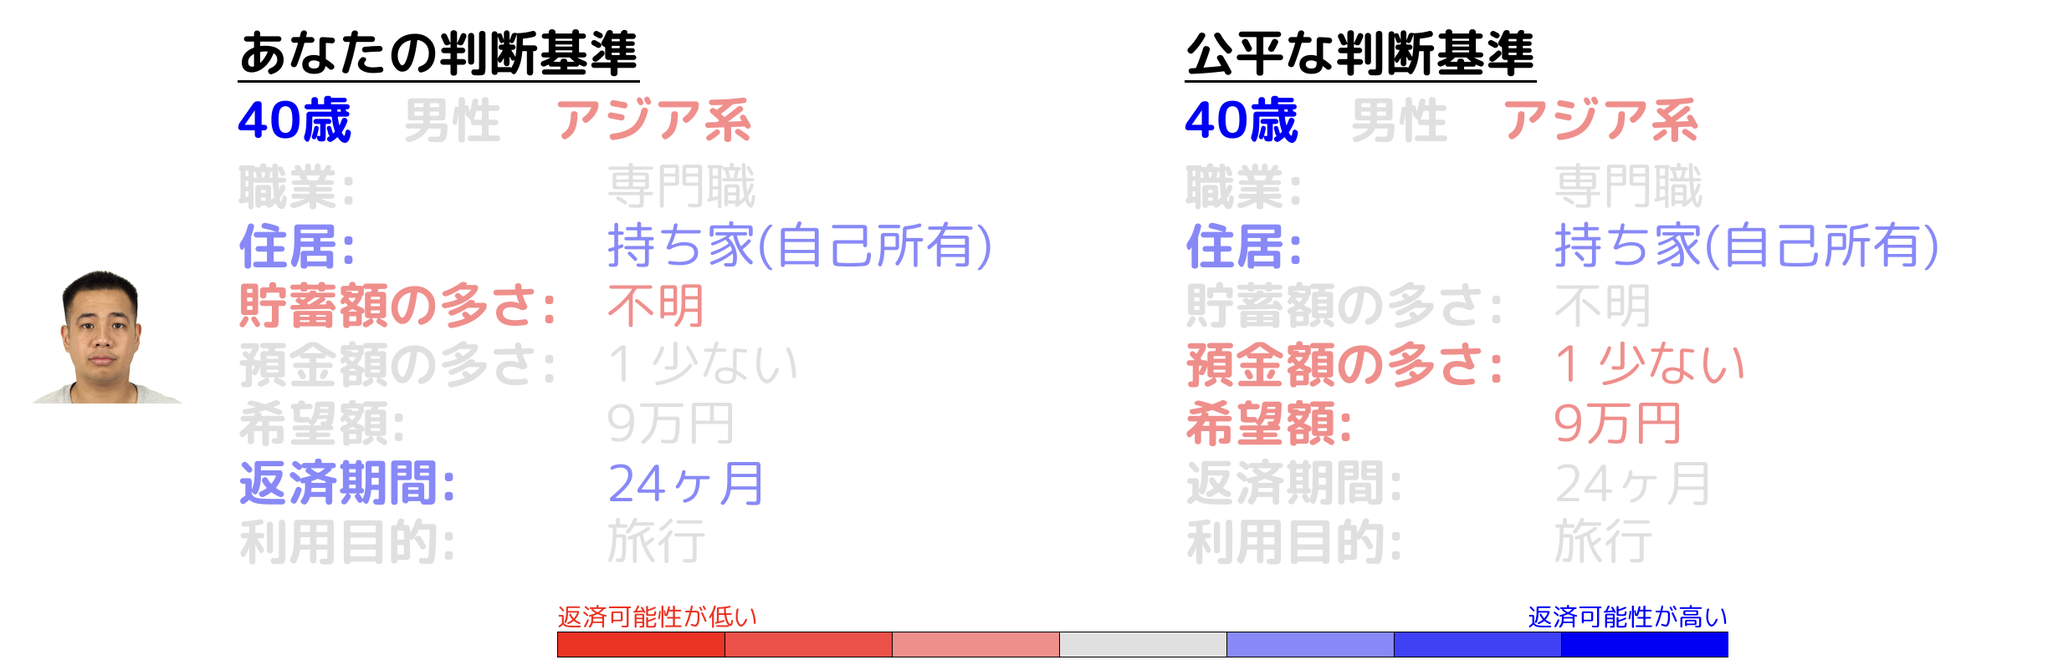 あなたの判断基準
40歳 男性 アジア系
職業: 専門職
住居: 持ち家(自己所有)
貯蓄額の多さ: 不明
預金額の多さ: 1 少ない
希望額: 9万円
返済期間: 24ヶ月
利用目的: 旅行
公平な判断基準
40歳 男性 アジア系
職業: 専門職
住居: 持ち家(自己所有)
貯蓄額の多さ: 不明
預金額の多さ: 1 少ない
希望額: 9万円
返済期間: 24ヶ月
利用目的: 旅行
返済可能性が低い
返済可能性が高い